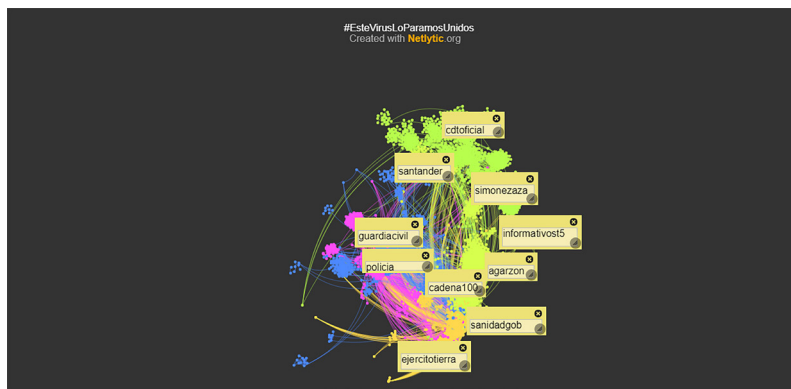 #EsteVirusLoParamosUnidos
Created with Netlytic.org
cdtoficial
santander
simonezaza
guardiacivil
informativost5
policia
agarzon
cadena100
sanidadgob
ejercitotierra